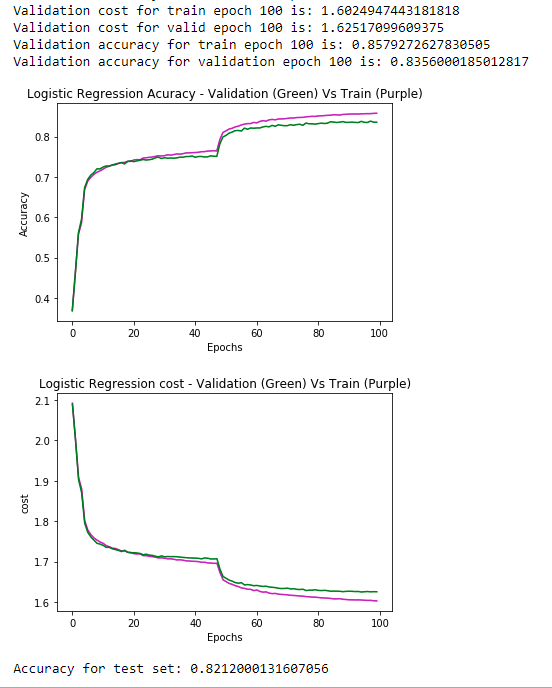 Validation cost for train epoch 100 is: 1.6024947443181818
Validation cost for valid epoch 100 is: 1.62517099609375
Validation accuracy for train epoch 100 is: 0.8579272627830505
Validation accuracy for validation epoch 100 is: 0.8356000185012817
Logistic Regression Acuracy - Validation (Green) Vs Train (Purple)
0.8
0.7
0.6
0.5
0.4
Accuracy
0 20 40 60 80 100
Epochs
Logistic Regression cost - Validation (Green) Vs Train (Purple)
2.1
2.0
1.9
1.8
1.7
1.6
cost
0 20 40 60 80 100
Epochs
Accuracy for test set: 0.8212000131607056